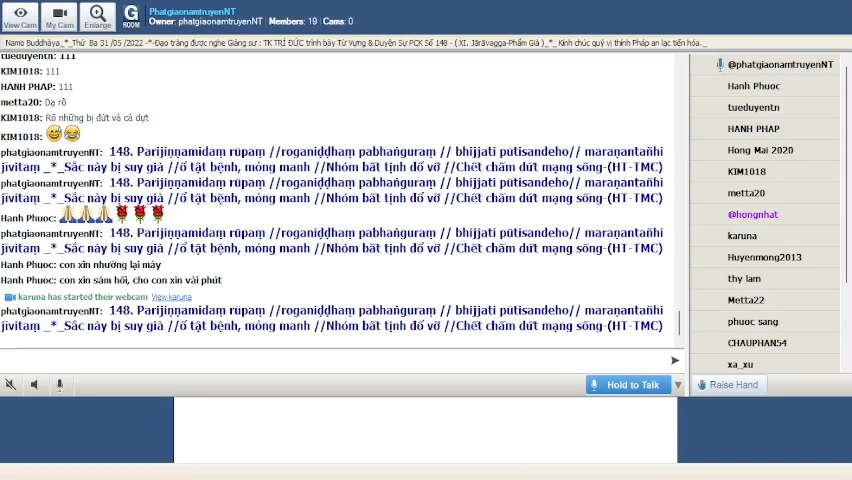 PhatgiaonamtruyenNT
Owner: phatgiaonamtruyenNT | Members: 19 | Cams: 0
View Cam
My Cam
Enlarge
G
ROOM
Namo Buddhàya_*_Thứ Ba 31 /05 /2022 -*-Đạo tràng được nghe Giảng sư : TK TRÍ ĐỨC trình bày Từ Vựng & Duyên Sự PCK Số 148 - ( XI. Jārāvagga-Phẩm Già )_*_ Kính chúc quý vị thính Pháp an lạc tiến hóa._
tueduyentn: 111
KIM1018: 111
HANH PHAP: 111
metta20: Dạ rõ
KIM1018: Rõ những bị đứt và cà dựt
KIM1018:
phatgiaonamtruyenNT: 148. Parijiṇṇamidaṃ rūpaṃ //roganiḍḍhaṃ pabhaṅguraṃ // bhijjati pūtisandeho// maraṇantañhi
jīvitaṃ _*_Sắc này bị suy già //ổ tật bệnh, mỏng manh //Nhóm bất tịnh đổ vỡ //Chết chấm dứt mạng sống-(HT-TMC)
phatgiaonamtruyenNT: 148. Parijiṇṇamidaṃ rūpaṃ //roganiḍḍhaṃ pabhaṅguraṃ // bhijjati pūtisandeho// maraṇantañhi
jīvitaṃ _*_Sắc này bị suy già //ổ tật bệnh, mỏng manh //Nhóm bất tịnh đổ vỡ //Chết chấm dứt mạng sống-(HT-TMC)
Hanh Phuoc:
phatgiaonamtruyenNT: 148. Parijiṇṇamidaṃ rūpaṃ //roganiḍḍhaṃ pabhaṅguraṃ // bhijjati pūtisandeho// maraṇantañhi
jīvitaṃ _*_Sắc này bị suy già //ổ tật bệnh, mỏng manh //Nhóm bất tịnh đổ vỡ //Chết chấm dứt mạng sống-(HT-TMC)
Hanh Phuoc: con xin nhường lại mây
Hanh Phuoc: con xin sám hối, cho con xin vài phút
karuna has started their webcam View karuna
phatgiaonamtruyenNT: 148. Parijiṇṇamidaṃ rūpaṃ //roganiḍḍhaṃ pabhaṅguraṃ // bhijjati pūtisandeho// maraṇantañhi
jīvitaṃ _*_Sắc này bị suy già //ổ tật bệnh, mỏng manh //Nhóm bất tịnh đổ vỡ //Chết chấm dứt mạng sống-(HT-TMC)
Hold to Talk
@phatgiaonamtruyenNT
Hanh Phuoc
tueduyentn
HANH PHAP
Hong Mai 2020
KIM1018
metta20
@hongnhat
karuna
Huyenmong2013
thy lam
Metta22
phuoc sang
CHAUPHAN54
xa_xu
Raise Hand